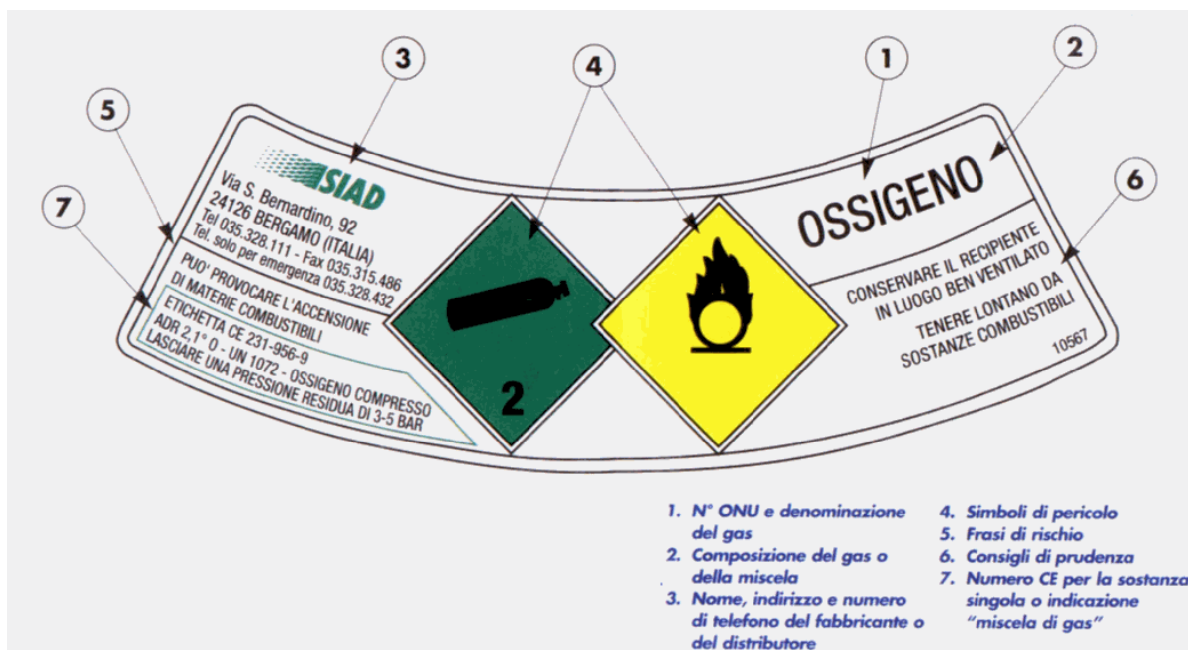 3
4
1
2
5
7
6
SIAD
Via S. Bernardino, 92
24126 BERGAMO (ITALIA)
Tel 035.328.111 - Fax 035.315.486
Tel. solo per emergenza 035.328.432
PUO' PROVOCARE L'ACCENSIONE
DI MATERIE COMBUSTIBILI
ETICHETTA CE 231-956-9
ADR 2,1° O - UN 1072 - OSSIGENO COMPRESSO
LASCIARE UNA PRESSIONE RESIDUA DI 3-5 BAR
2
OSSIGENO
CONSERVARE IL RECIPIENTE
IN LUOGO BEN VENTILATO
TENERE LONTANO DA
SOSTANZE COMBUSTIBILI
10567
1. N° ONU e denominazione
del gas
2. Composizione del gas o
della miscela
3. Nome, indirizzo e numero
di telefono del fabbricante o
del distributore
4. Simboli di pericolo
5. Frasi di rischio
6. Consigli di prudenza
7. Numero CE per la sostanza
singola o indicazione
"miscela di gas"